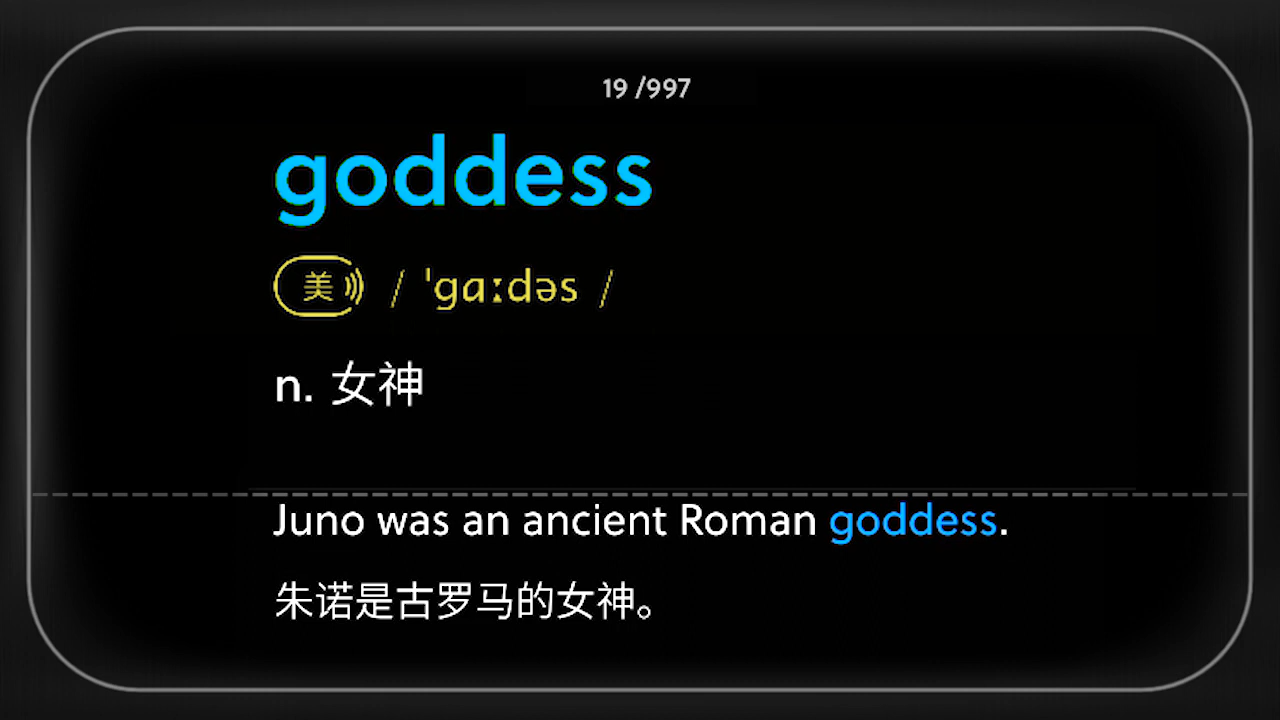 19 /997
goddess
美 / ˈɡɑːdəs /
n. 女神
Juno was an ancient Roman goddess.
朱诺是古罗马的女神。